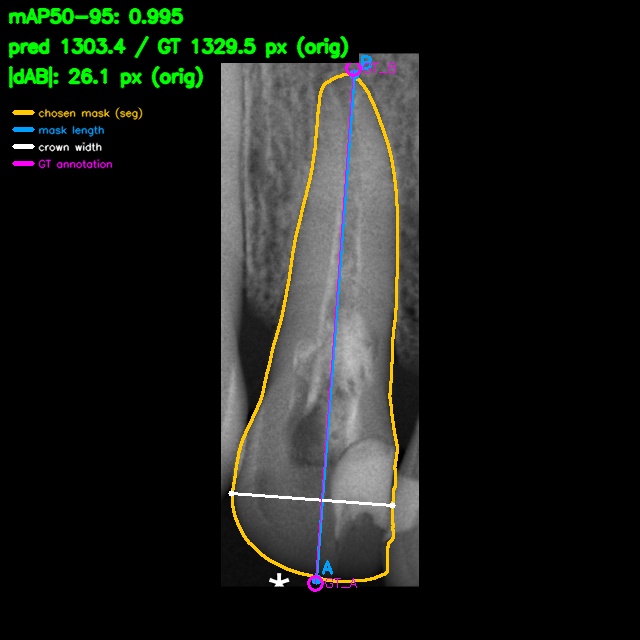 mAP50-95: 0.995
pred 1303.4 / GT 1329.5 px (orig)
|dAB|: 26.1 px (orig)
chosen mask (seg)
mask length
crown width
GT annotation
B
A
GT_A
*